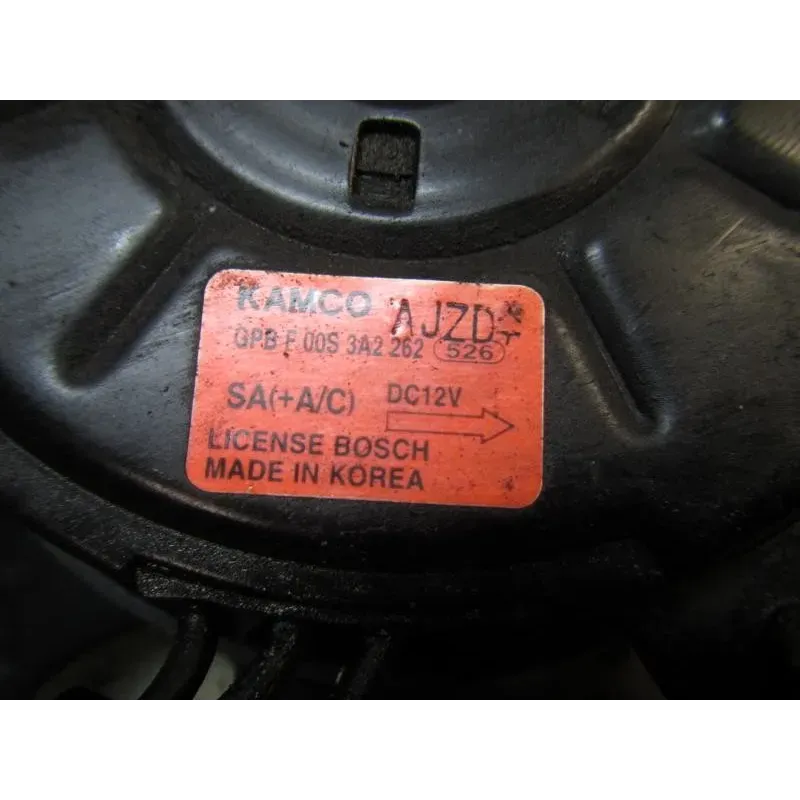 KAMCO AJZD
GPB F 00S 3A2 262 526
SA(+A/C) DC12V
LICENSE BOSCH
MADE IN KOREA